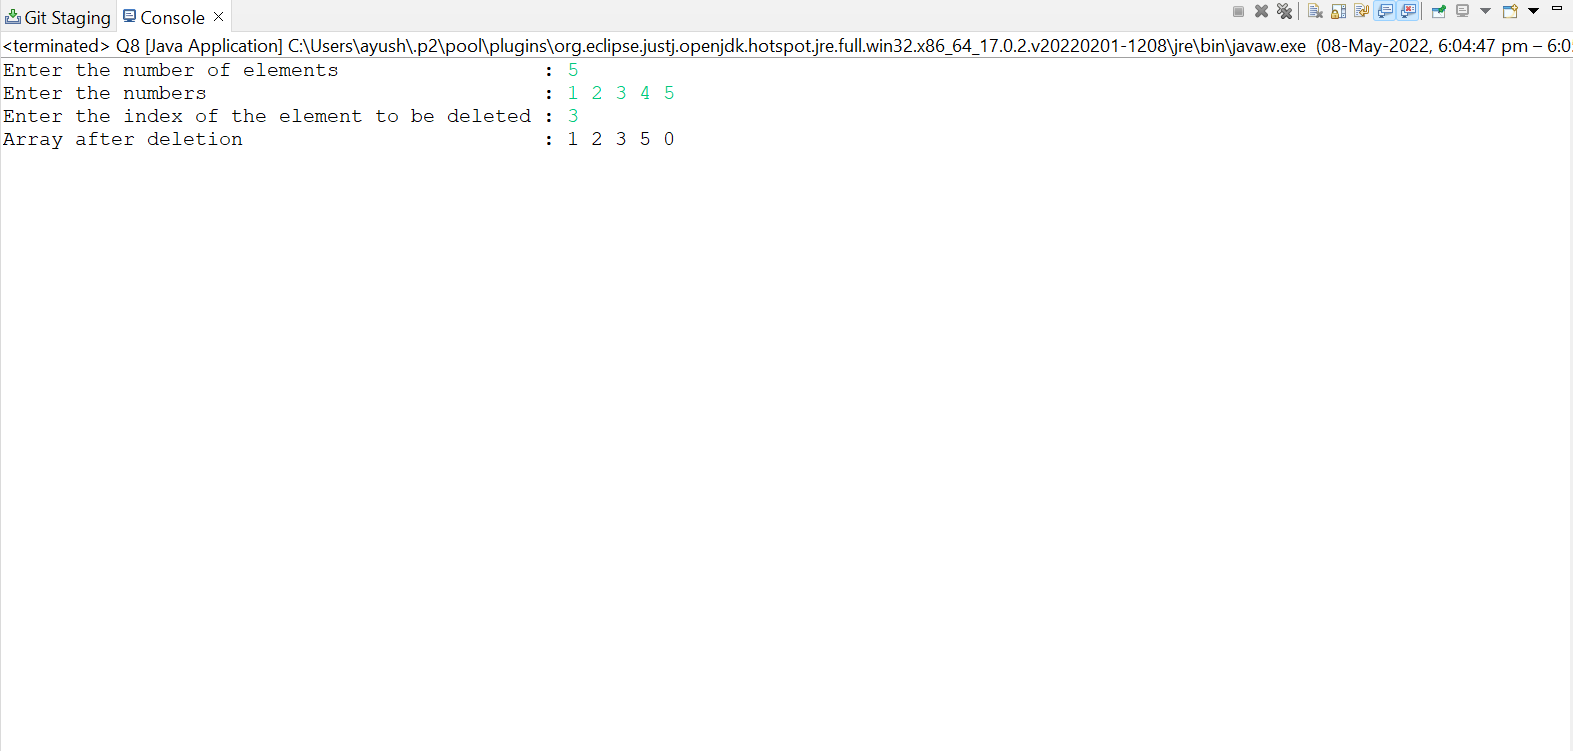 Git Staging Console
<terminated> Q8 [Java Application] C:\Users\ayush\.p2\pool\plugins\org.eclipse.justj.openjdk.hotspot.jre.full.win32.x86_64_17.0.2.v20220201-1208\jre\bin\javaw.exe (08-May-2022, 6:04:47 pm – 6:0
Enter the number of elements : 5
Enter the numbers : 1 2 3 4 5
Enter the index of the element to be deleted : 3
Array after deletion : 1 2 3 5 0